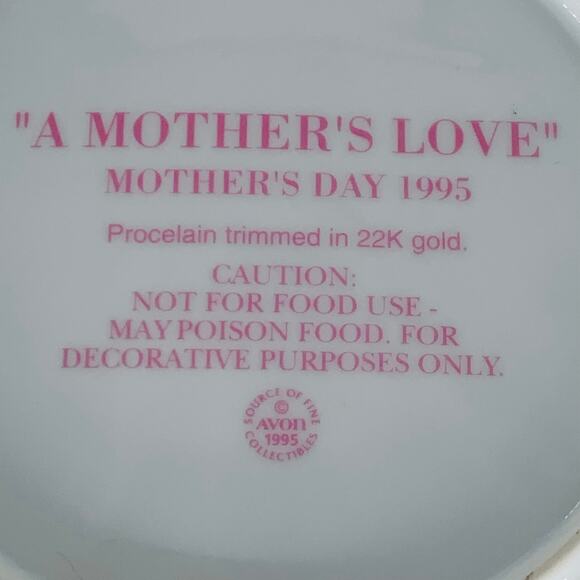 "A MOTHER'S LOVE"
MOTHER'S DAY 1995
Procelain trimmed in 22K gold.
CAUTION:
NOT FOR FOOD USE -
MAY POISON FOOD. FOR
DECORATIVE PURPOSES ONLY.
SOURCE OF FINE
©
AVON
1995
COLLECTIBLES